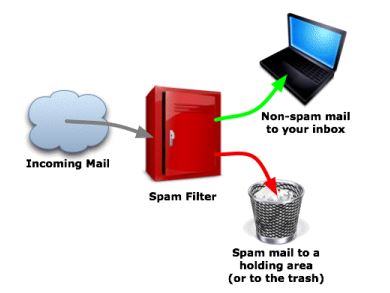 Non-spam mail
to your inbox
Incoming Mail
Spam Filter
Spam mail to a
holding area
(or to the trash)